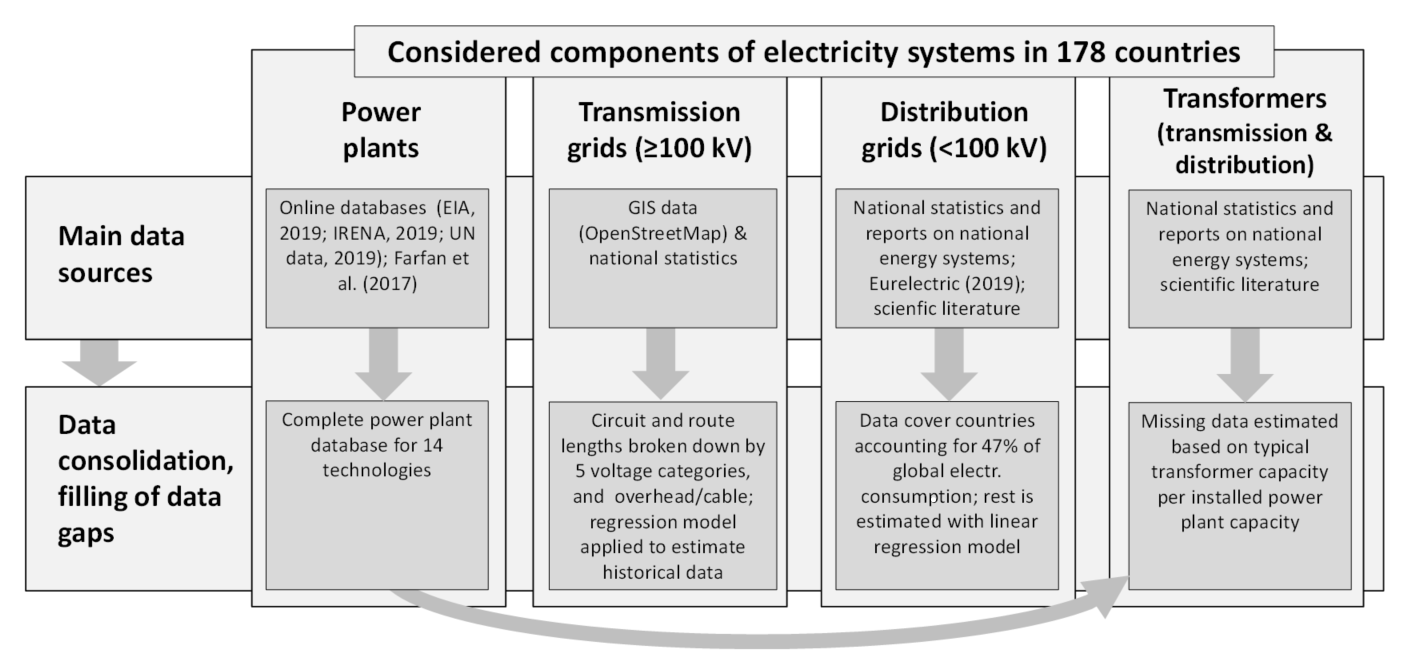 Considered components of electricity systems in 178 countries
Power
plants
Transmission
grids (≥100 kV)
Distribution
grids (<100 kV)
Transformers
(transmission &
distribution)
Main data
sources
Online databases (EIA,
2019; IRENA, 2019; UN
data, 2019); Farfan et
al. (2017)
GIS data
(OpenStreetMap) &
national statistics
National statistics and
reports on national
energy systems;
Eurelectric (2019);
scienfic literature
National statistics and
reports on national
energy systems;
scientific literature
Data
consolidation,
filling of data
gaps
Complete power plant
database for 14
technologies
Circuit and route
lengths broken down by
5 voltage categories,
and overhead/cable;
regression model
applied to estimate
historical data
Data cover countries
accounting for 47% of
global electr.
consumption; rest is
estimated with linear
regression model
Missing data estimated
based on typical
transformer capacity
per installed power
plant capacity